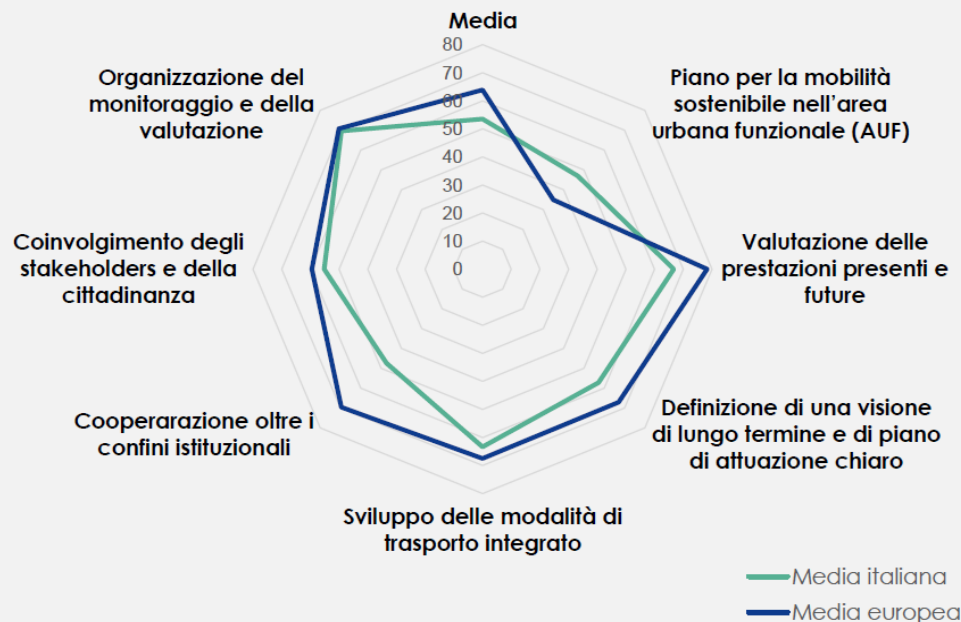 Media
80
70
60
50
40
30
20
10
0
Piano per la mobilità
sostenibile nell'area
urbana funzionale (AUF)
Valutazione delle
prestazioni presenti e
future
Definizione di una visione
di lungo termine e di piano
di attuazione chiaro
Sviluppo delle modalità di
trasporto integrato
Cooperarazione oltre i
confini istituzionali
Coinvolgimento degli
stakeholders e della
cittadinanza
Organizzazione del
monitoraggio e della
valutazione
Media italiana
Media europea